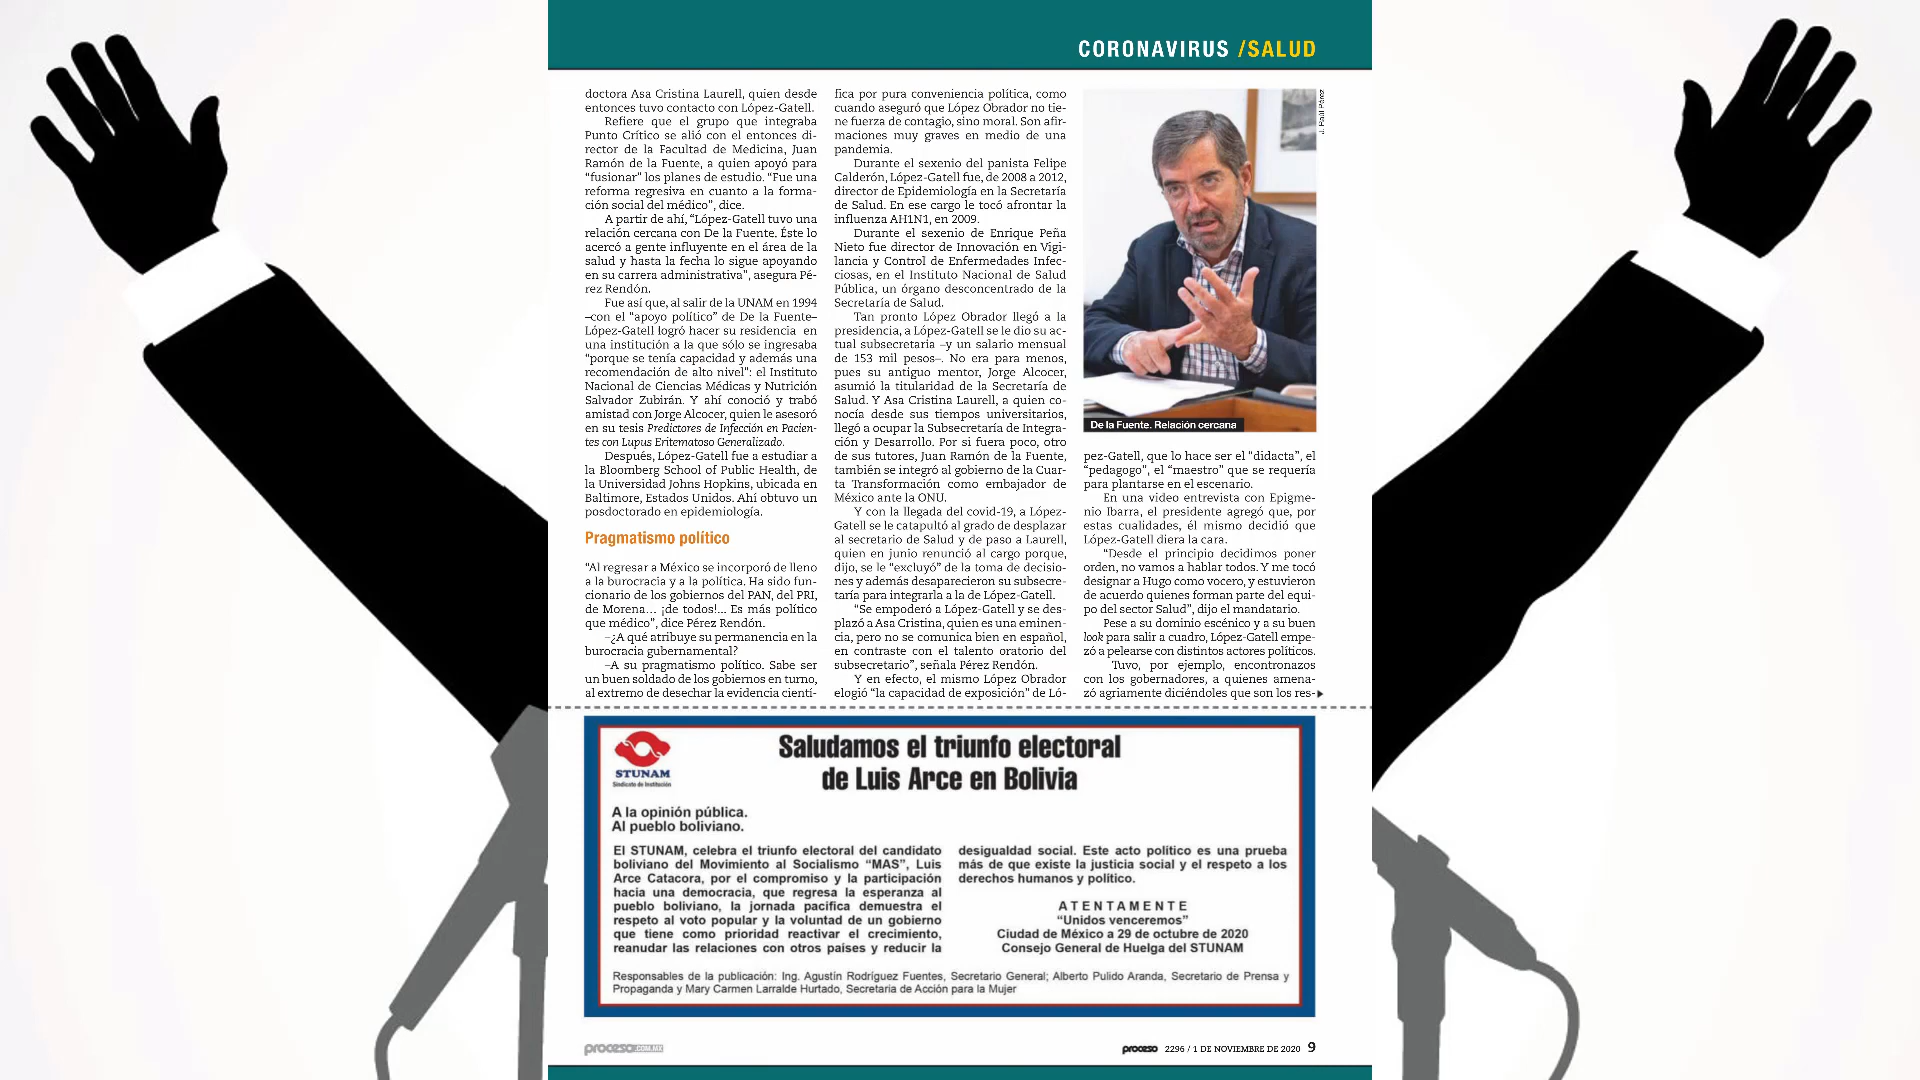 CORONAVIRUS /SALUD
doctora Asa Cristina Laurell, quien desde
entonces tuvo contacto con López-Gatell.
Refiere que el grupo que integraba
Punto Crítico se alió con el entonces di-
rector de la Facultad de Medicina, Juan
Ramón de la Fuente, a quien apoyó para
“fusionar” los planes de estudio. “Fue una
reforma regresiva en cuanto a la forma-
ción social del médico”, dice.
A partir de ahí, “López-Gatell tuvo una
relación cercana con De la Fuente. Éste lo
acercó a gente influyente en el área de la
salud y hasta la fecha lo sigue apoyando
en su carrera administrativa”, asegura Pé-
rez Rendón.
Fue así que, al salir de la UNAM en 1994
–con el “apoyo político” de De la Fuente–
López-Gatell logró hacer su residencia en
una institución a la que sólo se ingresaba
“porque se tenía capacidad y además una
recomendación de alto nivel”: el Instituto
Nacional de Ciencias Médicas y Nutrición
Salvador Zubirán. Y ahí conoció y trabó
amistad con Jorge Alcocer, quien le asesoró
en su tesis Predictores de Infección en Pacien-
tes con Lupus Eritematoso Generalizado.
Después, López-Gatell fue a estudiar a
la Bloomberg School of Public Health, de
la Universidad Johns Hopkins, ubicada en
Baltimore, Estados Unidos. Ahí obtuvo un
posdoctorado en epidemiología.
Pragmatismo político
“Al regresar a México se incorporó de lleno
a la burocracia y a la política. Ha sido fun-
cionario de los gobiernos del PAN, del PRI,
de Morena… ¡de todos!... Es más político
que médico”, dice Pérez Rendón.
–¿A qué atribuye su permanencia en la
burocracia gubernamental?
–A su pragmatismo político. Sabe ser
un buen soldado de los gobiernos en turno,
al extremo de desechar la evidencia cientí-
fica por pura conveniencia política, como
cuando aseguró que López Obrador no tie-
ne fuerza de contagio, sino moral. Son afir-
maciones muy graves en medio de una
pandemia.
Durante el sexenio del panista Felipe
Calderón, López-Gatell fue, de 2008 a 2012,
director de Epidemiología en la Secretaría
de Salud. En ese cargo le tocó afrontar la
influenza AH1N1, en 2009.
Durante el sexenio de Enrique Peña
Nieto fue director de Innovación en Vigi-
lancia y Control de Enfermedades Infec-
ciosas, en el Instituto Nacional de Salud
Pública, un órgano desconcentrado de la
Secretaría de Salud.
Tan pronto López Obrador llegó a la
presidencia, a López-Gatell se le dio su ac-
tual subsecretaria –y un salario mensual
de 153 mil pesos–. No era para menos,
pues su antiguo mentor, Jorge Alcocer,
asumió la titularidad de la Secretaría de
Salud. Y Asa Cristina Laurell, a quien co-
nocía desde sus tiempos universitarios,
llegó a ocupar la Subsecretaría de Integra-
ción y Desarrollo. Por si fuera poco, otro
de sus tutores, Juan Ramón de la Fuente,
también se integró al gobierno de la Cuar-
ta Transformación como embajador de
México ante la ONU.
Y con la llegada del covid-19, a López-
Gatell se le catapultó al grado de desplazar
al secretario de Salud y de paso a Laurell,
quien en junio renunció al cargo porque,
dijo, se le “excluyó” de la toma de decisio-
nes y además desaparecieron su subsecre-
taría para integrarla a la de López-Gatell.
“Se empoderó a López-Gatell y se des-
plazó a Asa Cristina, quien es una eminen-
cia, pero no se comunica bien en español,
en contraste con el talento oratorio del
subsecretario”, señala Pérez Rendón.
Y en efecto, el mismo López Obrador
elogió “la capacidad de exposición” de Ló-
J. Raúl Pérez
De la Fuente. Relación cercana
pez-Gatell, que lo hace ser el “didacta”, el
“pedagogo”, el “maestro” que se requería
para plantarse en el escenario.
En una video entrevista con Epigme-
nio Ibarra, el presidente agregó que, por
estas cualidades, él mismo decidió que
López-Gatell diera la cara.
“Desde el principio decidimos poner
orden, no vamos a hablar todos. Y me tocó
designar a Hugo como vocero, y estuvieron
de acuerdo quienes forman parte del equi-
po del sector Salud”, dijo el mandatario.
Pese a su dominio escénico y a su buen
look para salir a cuadro, López-Gatell empe-
zó a pelearse con distintos actores políticos.
Tuvo, por ejemplo, encontronazos
con los gobernadores, a quienes amena-
zó agriamente diciéndoles que son los res-
STUNAM
Sindicato de Institución
Saludamos el triunfo electoral
de Luis Arce en Bolivia
A la opinión pública.
Al pueblo boliviano.
El STUNAM, celebra el triunfo electoral del candidato
boliviano del Movimiento al Socialismo “MAS”, Luis
Arce Catacora, por el compromiso y la participación
hacia una democracia, que regresa la esperanza al
pueblo boliviano, la jornada pacífica demuestra el
respeto al voto popular y la voluntad de un gobierno
que tiene como prioridad reactivar el crecimiento,
reanudar las relaciones con otros países y reducir la
desigualdad social. Este acto político es una prueba
más de que existe la justicia social y el respeto a los
derechos humanos y político.
ATENTAMENTE
“Unidos venceremos”
Ciudad de México a 29 de octubre de 2020
Consejo General de Huelga del STUNAM
Responsables de la publicación: Ing. Agustín Rodríguez Fuentes, Secretario General; Alberto Pulido Aranda, Secretario de Prensa y
Propaganda y Mary Carmen Larralde Hurtado, Secretaria de Acción para la Mujer
proceso.COM.MX
proceso 2296 / 1 DE NOVIEMBRE DE 2020 9